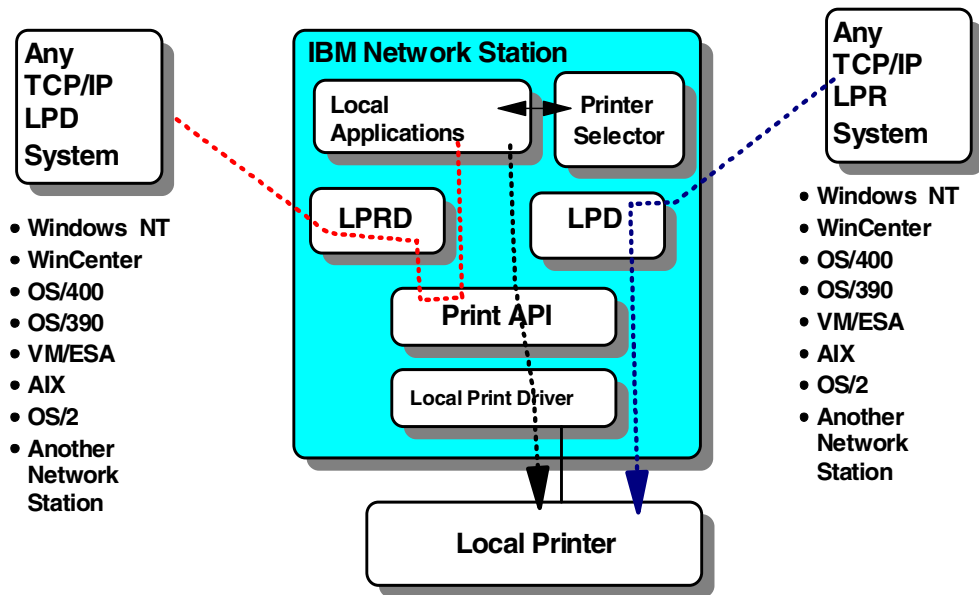 Any
TCP/IP
LPD
System
• Windows NT
• WinCenter
• OS/400
• OS/390
• VM/ESA
• AIX
• OS/2
• Another
Network
Station
IBM Network Station
Local
Applications
Printer
Selector
LPRD
LPD
Print API
Local Print Driver
Local Printer
Any
TCP/IP
LPR
System
• Windows NT
• WinCenter
• OS/400
• OS/390
• VM/ESA
• AIX
• OS/2
• Another
Network
Station